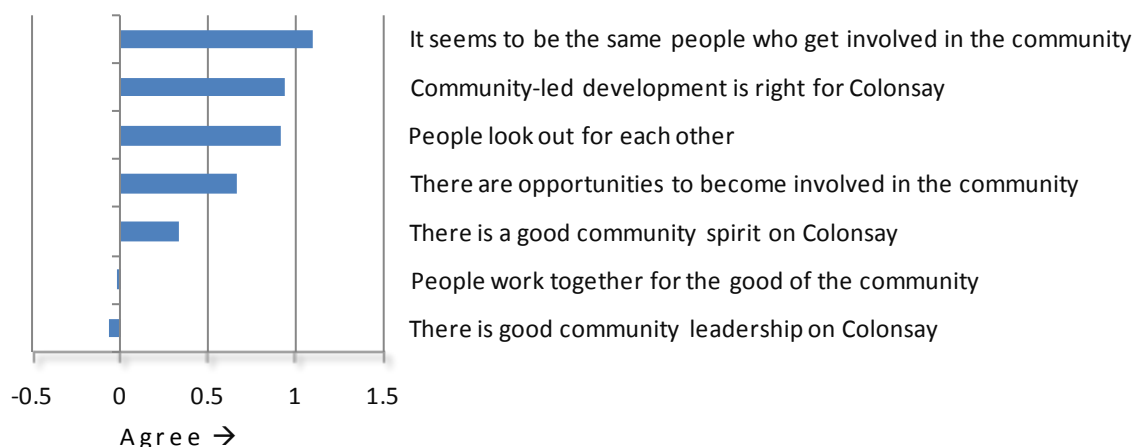 It seems to be the same people who get involved in the community
Community-led development is right for Colonsay
People look out for each other
There are opportunities to become involved in the community
There is a good community spirit on Colonsay
People work together for the good of the community
There is good community leadership on Colonsay
-0.5 0 0.5 1 1.5
Agree →